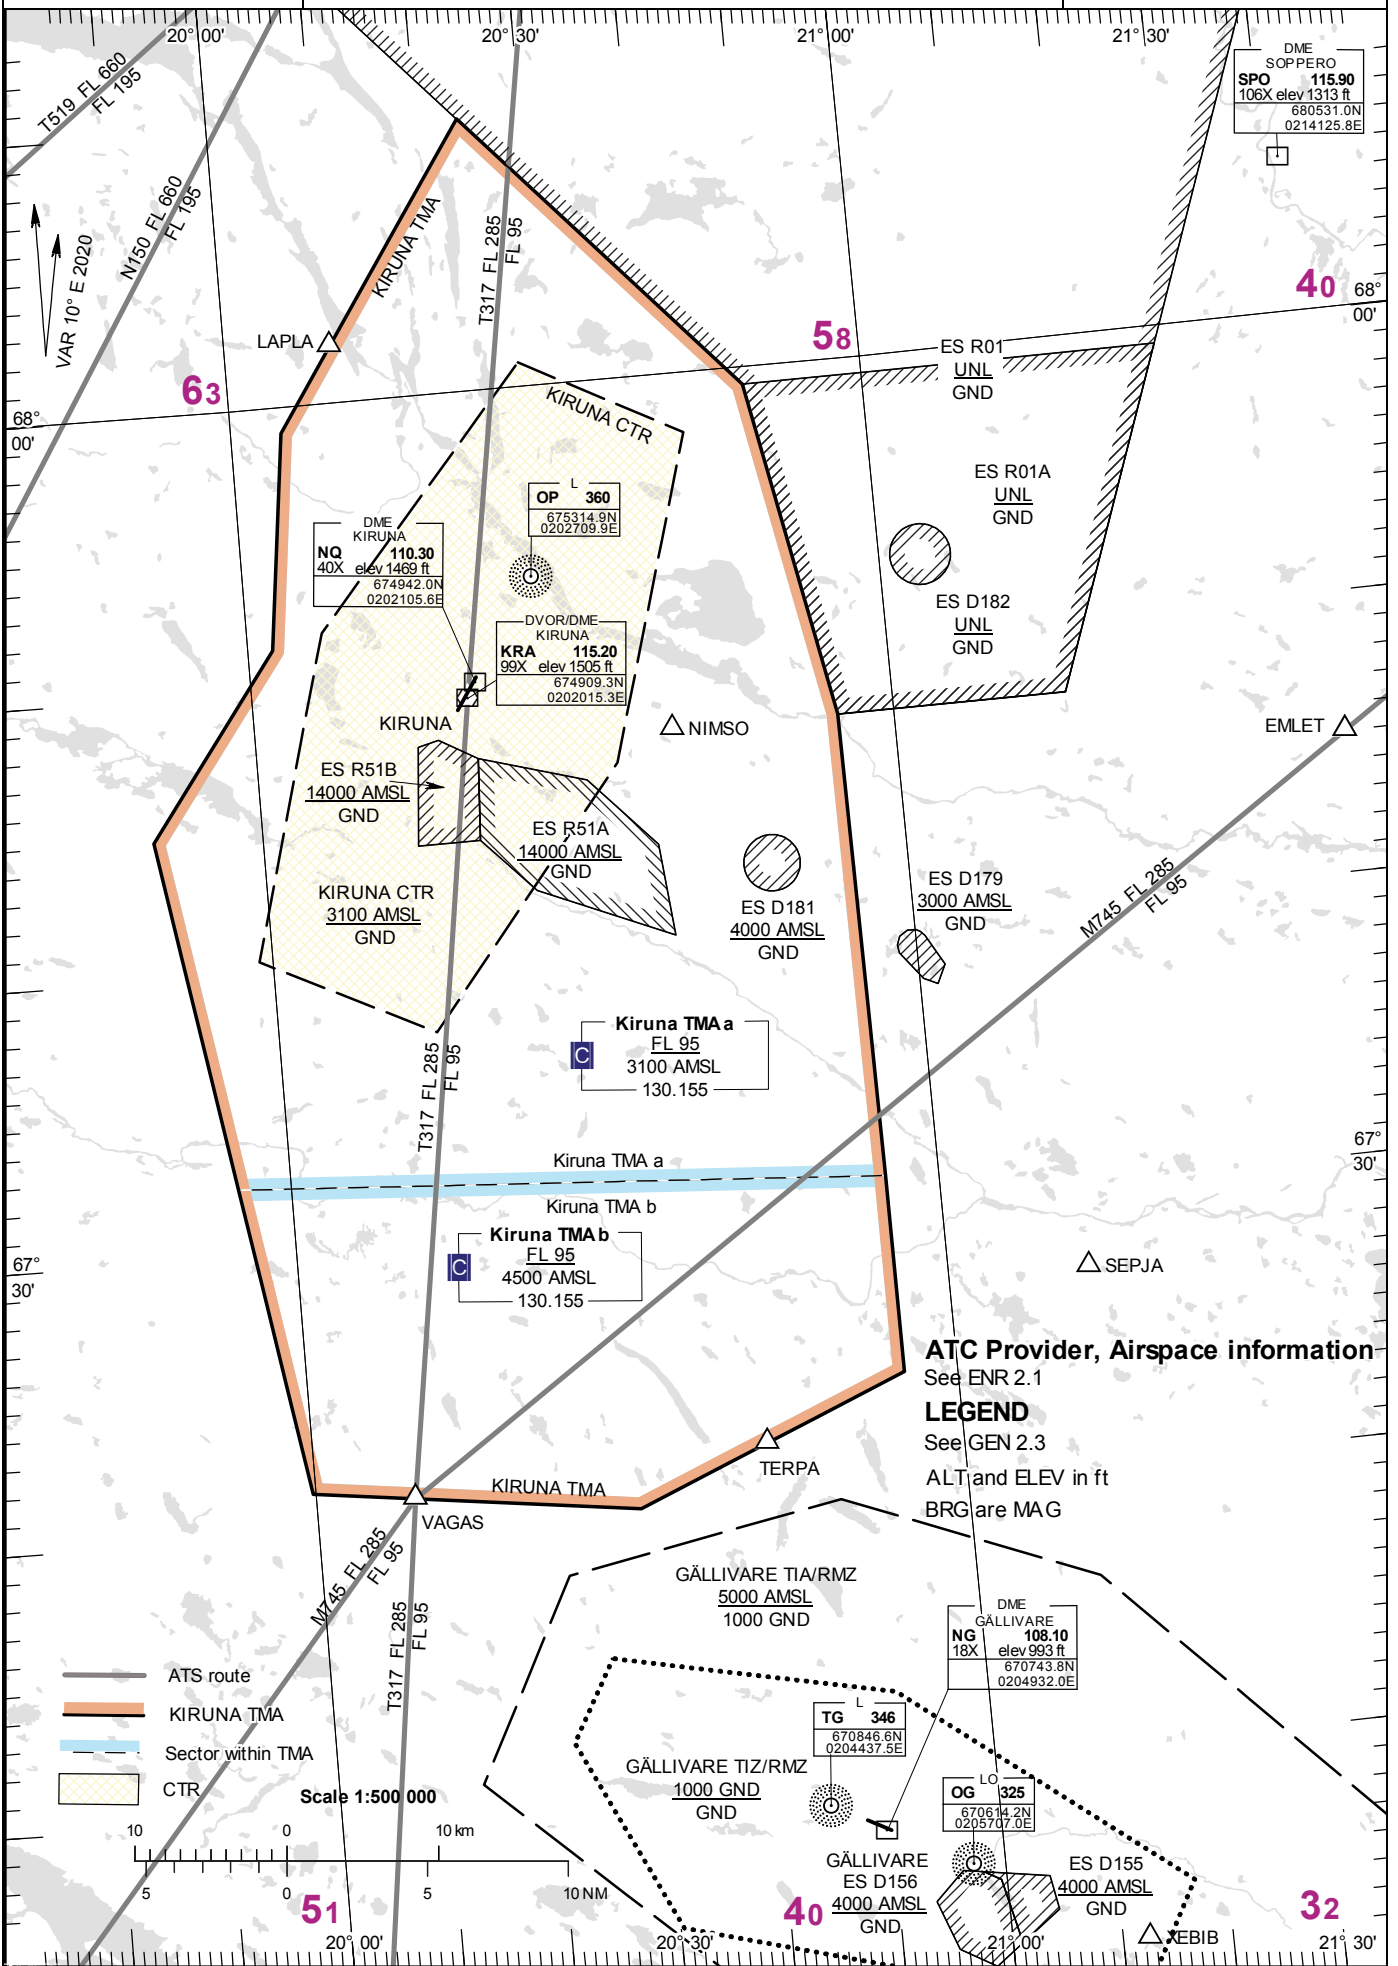 20° 00'
20° 30'
21° 00'
21° 30'
DME
SOPPERO
SPO 115.90
106X elev 1313 ft
680531.0N
0214125.8E
T519 FL 660
FL 195
N150 FL 660
FL 195
VAR 10° E 2020
KIRUNA TMA
T317 FL 285
FL 95
40
68°
00'
LAPLA
58
ES R01
UNL
GND
63
KIRUNA CTR
68°
00'
ES R01A
UNL
GND
L
OP 360
675314.9N
0202709.9E
DME
KIRUNA
NQ 110.30
40X elev 1469 ft
674942.0N
0202105.6E
ES D182
UNL
GND
DVOR/DME
KIRUNA
KRA 115.20
99X elev 1505 ft
674909.3N
0202015.3E
KIRUNA
NIMSO
EMLET
ES R51B
14000 AMSL
GND
ES R51A
14000 AMSL
GND
KIRUNA CTR
3100 AMSL
GND
ES D181
4000 AMSL
GND
ES D179
3000 AMSL
GND
M745 FL 285
FL 95
Kiruna TMA a
FL 95
C
3100 AMSL
130.155
T317 FL 285
FL 95
67°
30'
Kiruna TMA a
Kiruna TMA b
Kiruna TMA b
FL 95
C
4500 AMSL
130.155
67°
30'
SEPJA
ATC Provider, Airspace information
See ENR 2.1
LEGEND
See GEN 2.3
ALT and ELEV in ft
BRG are MAG
TERPA
KIRUNA TMA
VAGAS
M745 FL 285
FL 95
T317 FL 285
FL 95
GÄLLIVARE TIA/RMZ
5000 AMSL
1000 GND
DME
GÄLLIVARE
NG 108.10
18X elev 993 ft
670743.8N
0204932.0E
ATS route
KIRUNA TMA
Sector within TMA
CTR
Scale 1:500 000
10 0 10 km
5 0 5 10 NM
L
TG 346
670846.6N
0204437.5E
GÄLLIVARE TIZ/RMZ
1000 GND
GND
LO
OG 325
670614.2N
0205707.0E
GÄLLIVARE
ES D156
4000 AMSL
GND
ES D155
4000 AMSL
GND
51
40
32
XEBIB
20° 00'
20° 30'
21° 00'
21° 30'